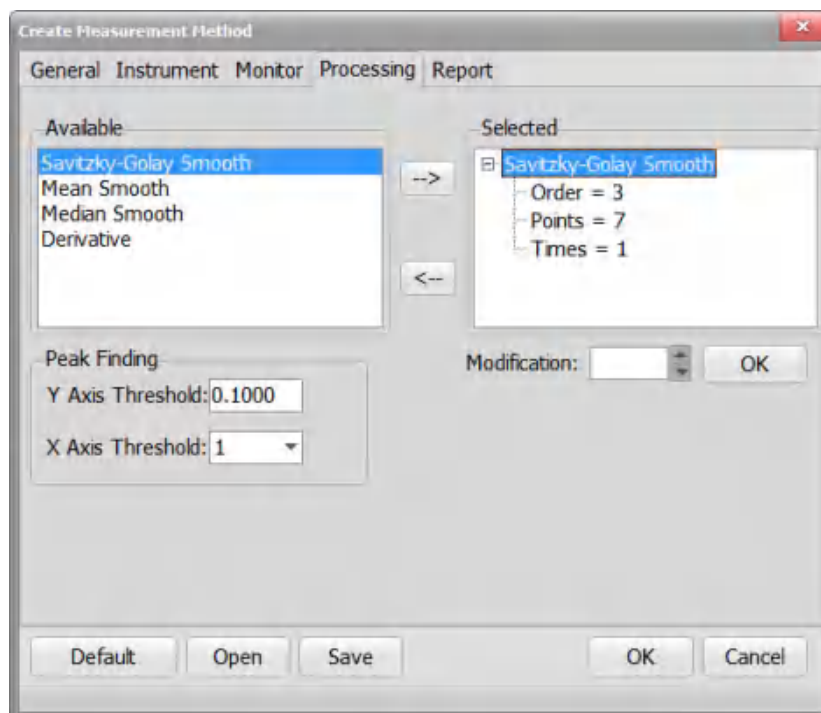 Create Measurement Method
General Instrument Monitor Processing Report
Available
Savitzky-Golay Smooth
Mean Smooth
Median Smooth
Derivative
-->
<--
Selected
Savitzky-Golay Smooth
Order = 3
Points = 7
Times = 1
Peak Finding
Y Axis Threshold: 0.1000
X Axis Threshold: 1
Modification:
OK
Default Open Save OK Cancel